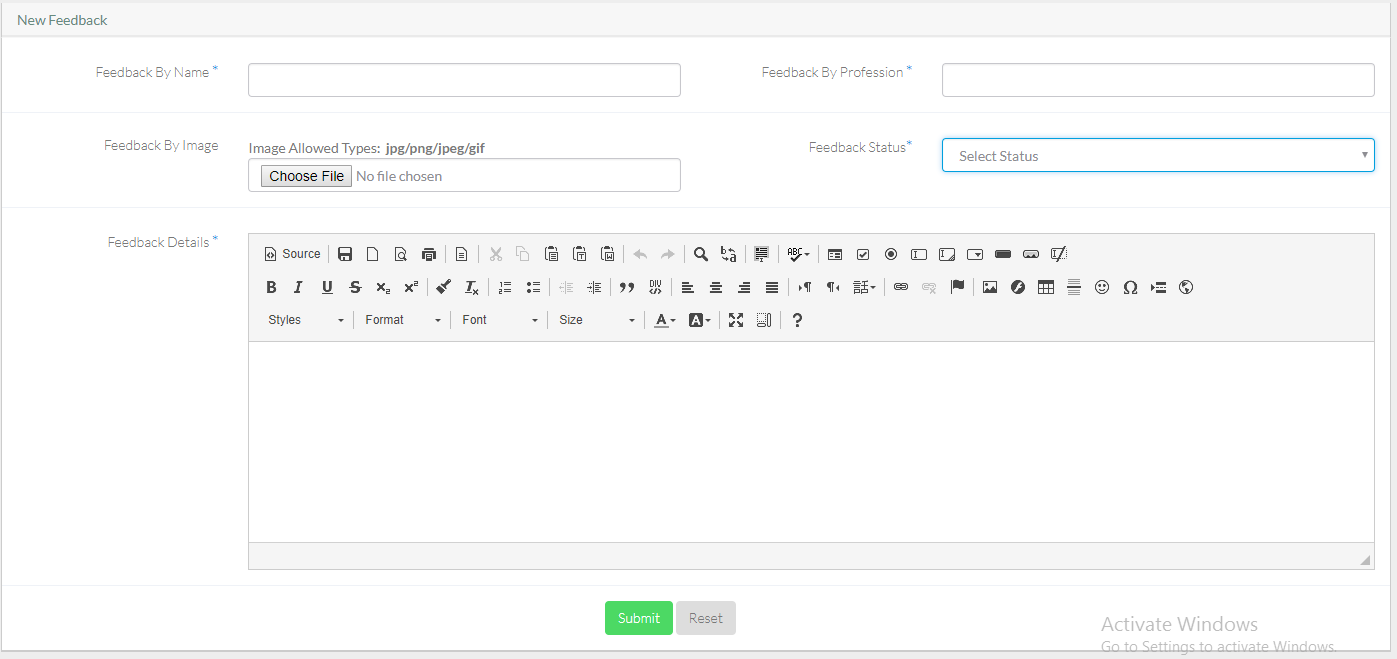 New Feedback
Feedback By Name *
Feedback By Profession *
Feedback By Image
Image Allowed Types: jpg/png/jpeg/gif
Choose File No file chosen
Feedback Status*
Select Status
Feedback Details *
Source
Styles Format Font Size
Submit Reset
Activate Windows
Go to Settings to activate Windows.